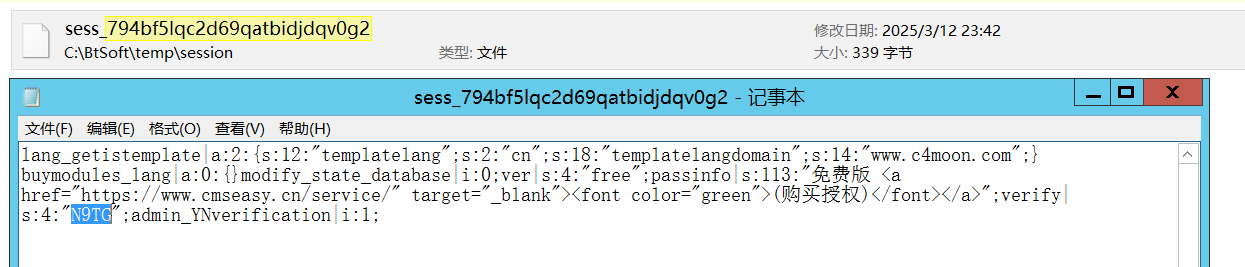 sess_794bf5lqc2d69qatbidjdqv0g2
修改日期: 2025/3/12 23:42
C:\BtSoft\temp\session
类型: 文件
大小: 339 字节
sess_794bf5lqc2d69qatbidjdqv0g2 - 记事本
文件(F) 编辑(E) 格式(O) 查看(V) 帮助(H)
lang_getistemplate|a:2:{s:12:"templatelang";s:2:"cn";s:18:"templatelangdomain";s:14:"www.c4moon.com";}
buymodules_lang|a:0:{}modify_state_database|i:0;ver|s:4:"free";passinfo|s:113:"免费版 <a
href="https://www.cmseasy.cn/service/" target="_blank"><font color="green">(购买授权)</font></a>";verify|
s:4:"N9TG";admin_YNverification|i:1;